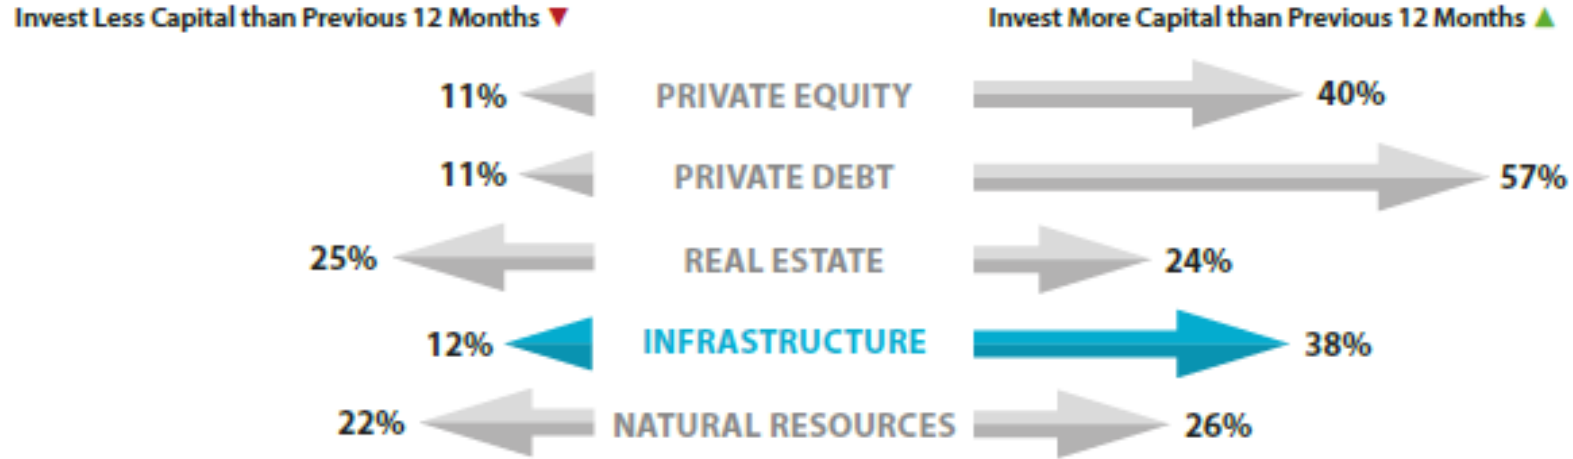 Invest Less Capital than Previous 12 Months ▼ Invest More Capital than Previous 12 Months ▲
11% PRIVATE EQUITY 40%
11% PRIVATE DEBT 57%
25% REAL ESTATE 24%
12% INFRASTRUCTURE 38%
22% NATURAL RESOURCES 26%